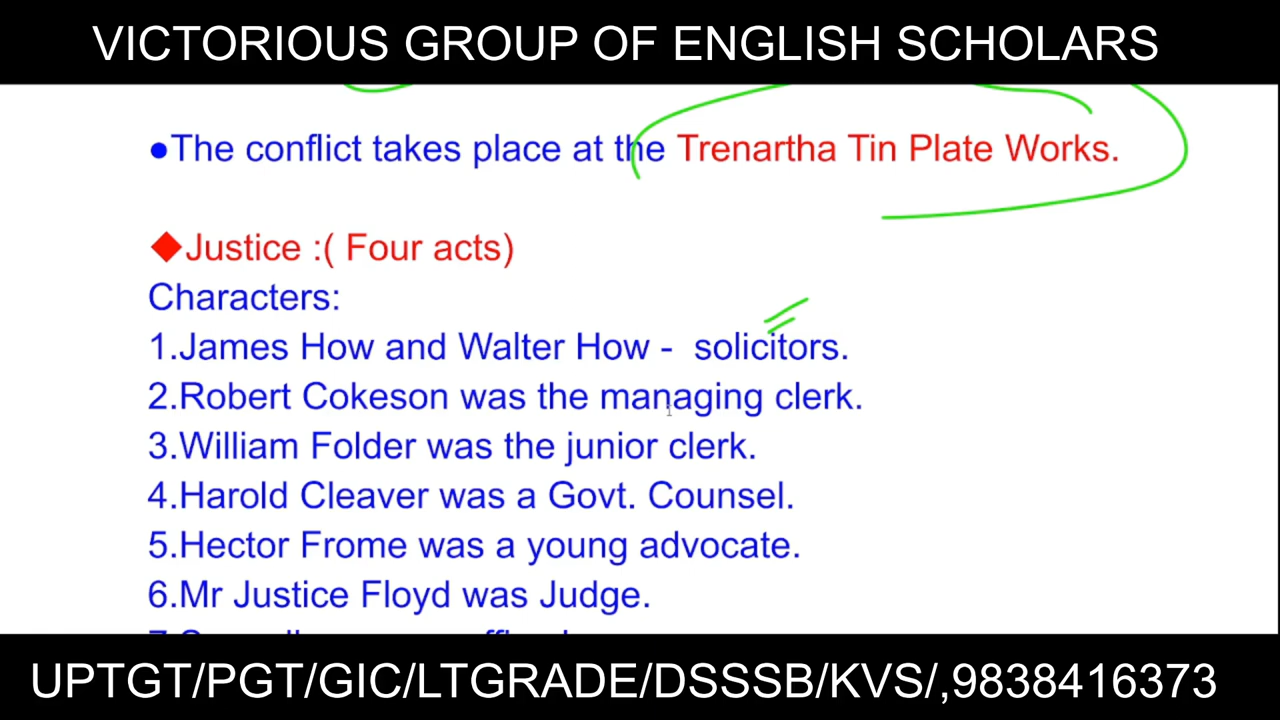 VICTORIOUS GROUP OF ENGLISH SCHOLARS
●The conflict takes place at the Trenartha Tin Plate Works.
◆Justice :( Four acts)
Characters:
1.James How and Walter How - solicitors.
2.Robert Cokeson was the managing clerk.
3.William Folder was the junior clerk.
4.Harold Cleaver was a Govt. Counsel.
5.Hector Frome was a young advocate.
6.Mr Justice Floyd was Judge.
UPTGT/PGT/GIC/LTGRADE/DSSSB/KVS/,9838416373